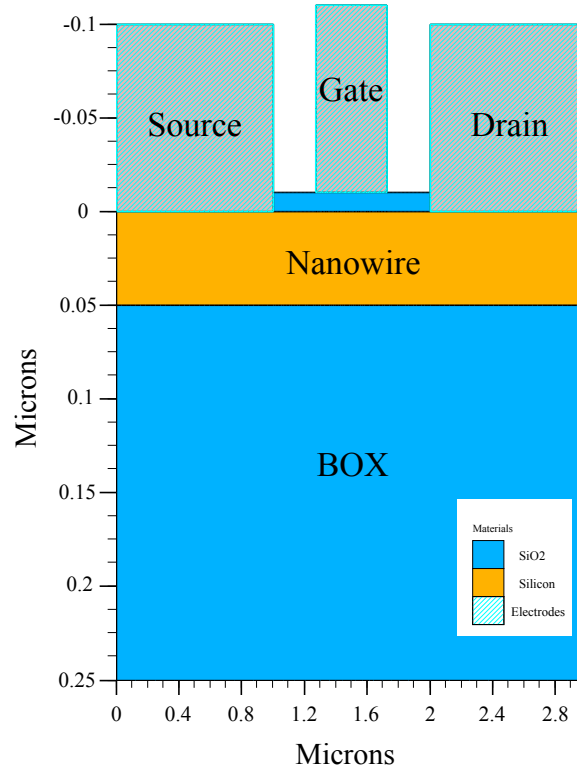 -0.1
-0.05
0
0.05
0.1
0.15
0.2
0.25
Microns
Source
Gate
Drain
Nanowire
BOX
Materials
SiO2
Silicon
Electrodes
0 0.4 0.8 1.2 1.6 2 2.4 2.8
Microns